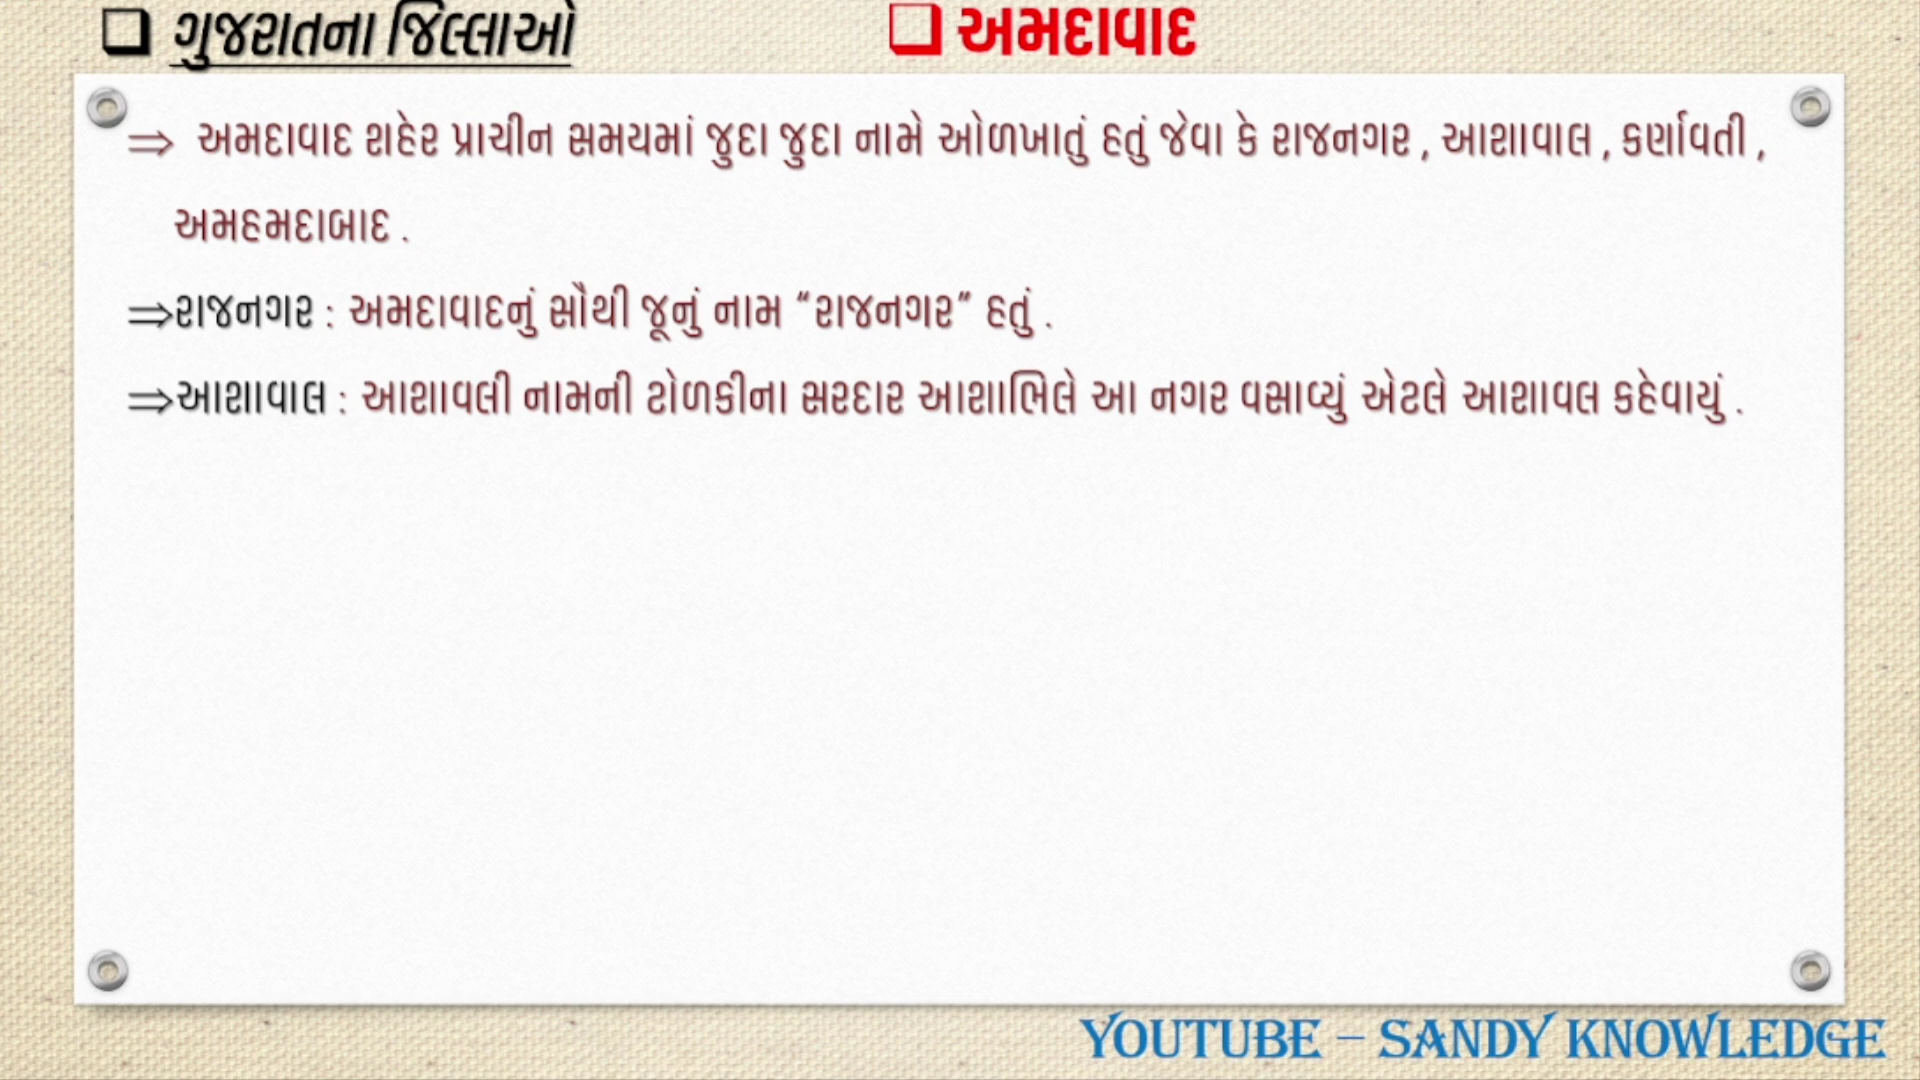 ❑ ગુજરાતના જિલ્લાઓ ❑ અમદાવાદ
⇒ અમદાવાદ શહેર પ્રાચીન સમયમાં જુદા જુદા નામે ઓળખાતું હતું જેવા કે રાજનગર , આશાવાલ , કર્ણાવતી ,
અમહમદાબાદ .
⇒રાજનગર : અમદાવાદનું સૌથી જૂનું નામ “રાજનગર” હતું .
⇒આશાવાલ : આશાવલી નામની ટોળકીના સરદાર આશાભિલે આ નગર વસાવ્યું એટલે આશાવલ કહેવાયું .
YOUTUBE – SANDY KNOWLEDGE